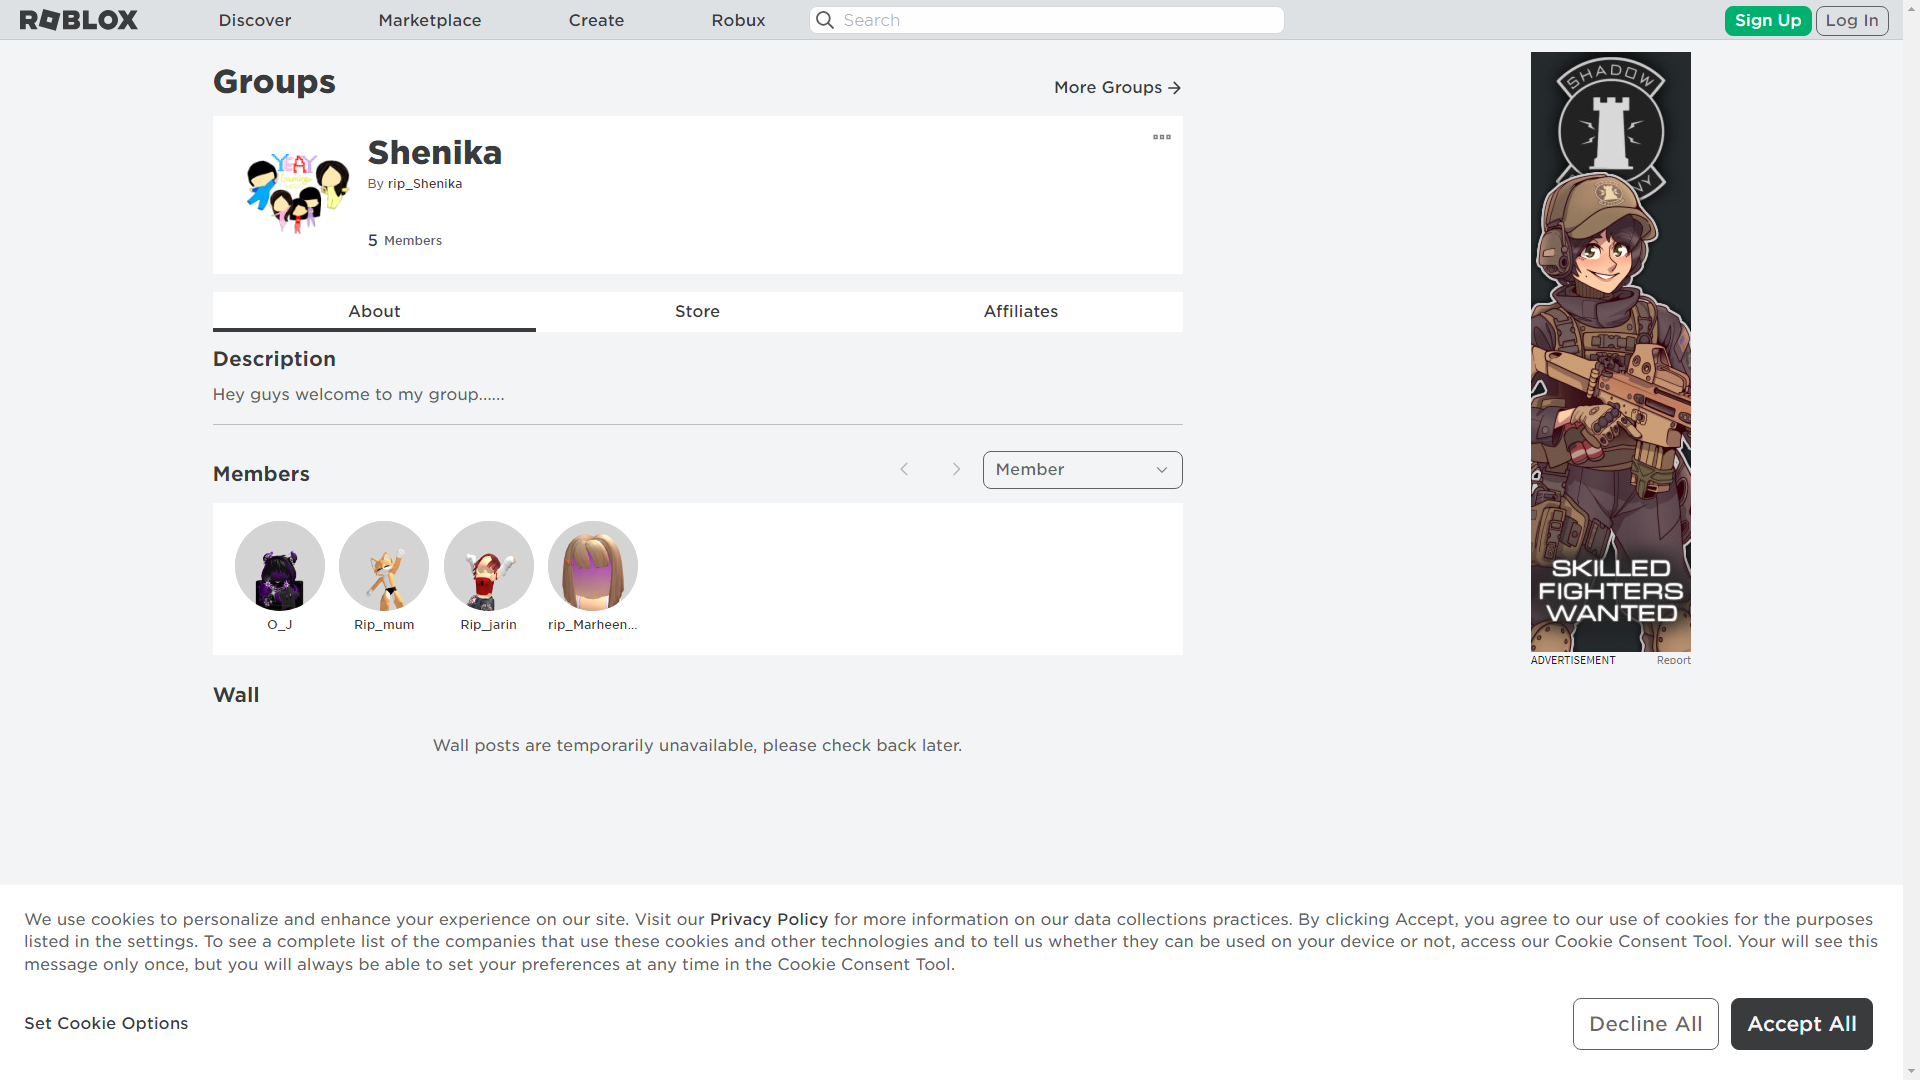 ROBLOX
Discover
Marketplace
Create
Robux
Search
Sign Up
Log In
Groups
More Groups
YEAY
Shenika
By rip_Shenika
5 Members
About
Store
Affiliates
Description
Hey guys welcome to my group......
Members
Member
O_J
Rip_mum
Rip_jarin
rip_Marheen...
Wall
Wall posts are temporarily unavailable, please check back later.
SHADOW
SKILLED
FIGHTERS
WANTED
ADVERTISEMENT
Report
We use cookies to personalize and enhance your experience on our site. Visit our Privacy Policy for more information on our data collections practices. By clicking Accept, you agree to our use of cookies for the purposes
listed in the settings. To see a complete list of the companies that use these cookies and other technologies and to tell us whether they can be used on your device or not, access our Cookie Consent Tool. Your will see this
message only once, but you will always be able to set your preferences at any time in the Cookie Consent Tool.
Set Cookie Options
Decline All
Accept All